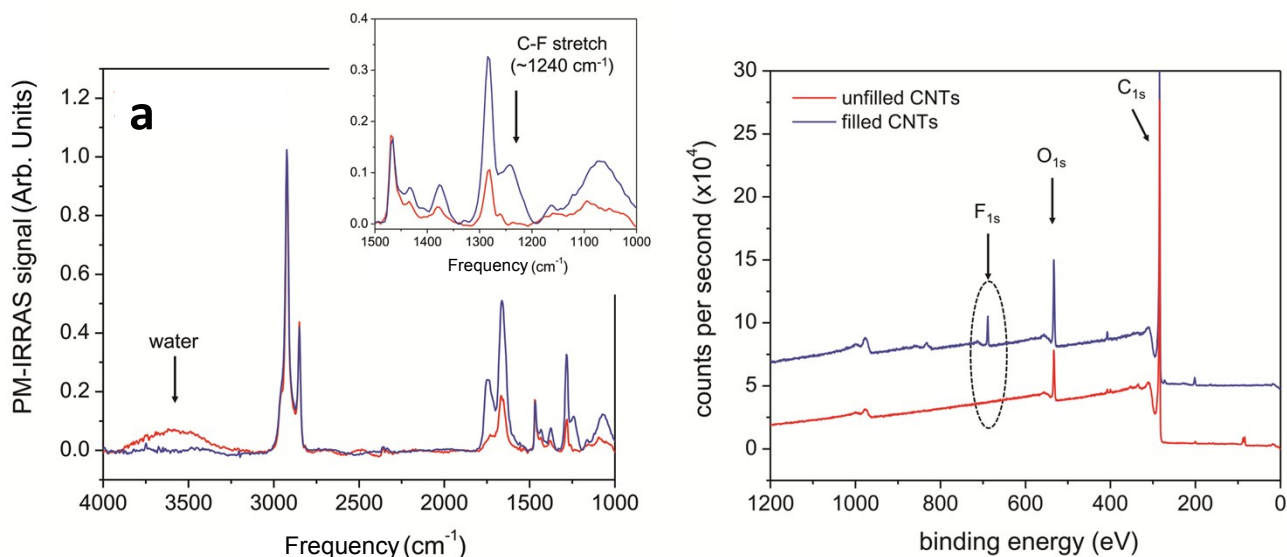 a
PM-IRRAS signal (Arb. Units)
1.2
1.0
0.8
0.6
0.4
0.2
0.0
water
4000 3500 3000 2500 2000 1500 1000
Frequency (cm⁻¹)
0.4
0.3
0.2
0.1
0.0
C-F stretch
(~1240 cm⁻¹)
1500 1400 1300 1200 1100 1000
Frequency (cm⁻¹)
counts per second (x10⁴)
30
25
20
15
10
5
0
unfilled CNTs
filled CNTs
C₁ₛ
O₁ₛ
F₁ₛ
1200 1000 800 600 400 200 0
binding energy (eV)